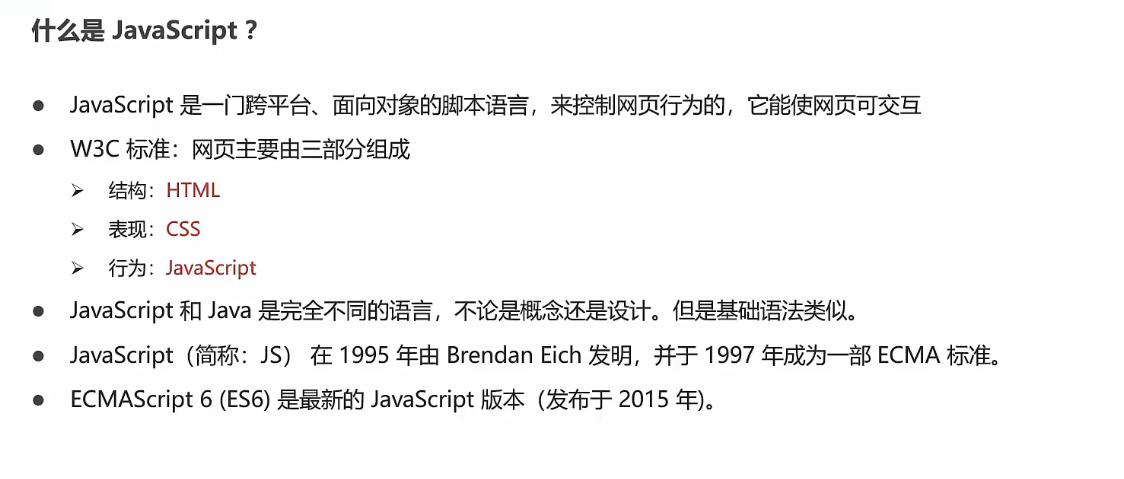 什么是 JavaScript ?
● JavaScript 是一门跨平台、面向对象的脚本语言，来控制网页行为的，它能使网页可交互
● W3C 标准：网页主要由三部分组成
➢ 结构：HTML
➢ 表现：CSS
➢ 行为：JavaScript
● JavaScript 和 Java 是完全不同的语言，不论是概念还是设计。但是基础语法类似。
● JavaScript（简称：JS） 在 1995 年由 Brendan Eich 发明，并于 1997 年成为一部 ECMA 标准。
● ECMAScript 6 (ES6) 是最新的 JavaScript 版本（发布于 2015 年)。